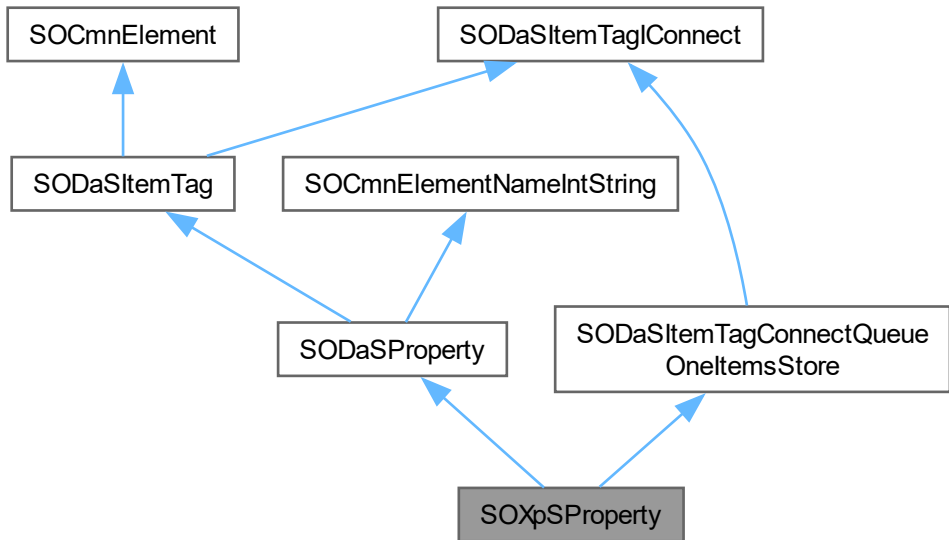 SOCmnElement
SODaSItemTagIConnect
SODaSItemTag
SOCmnElementNameIntString
SODaSProperty
SODaSItemTagConnectQueue
OneItemsStore
SOXpSProperty